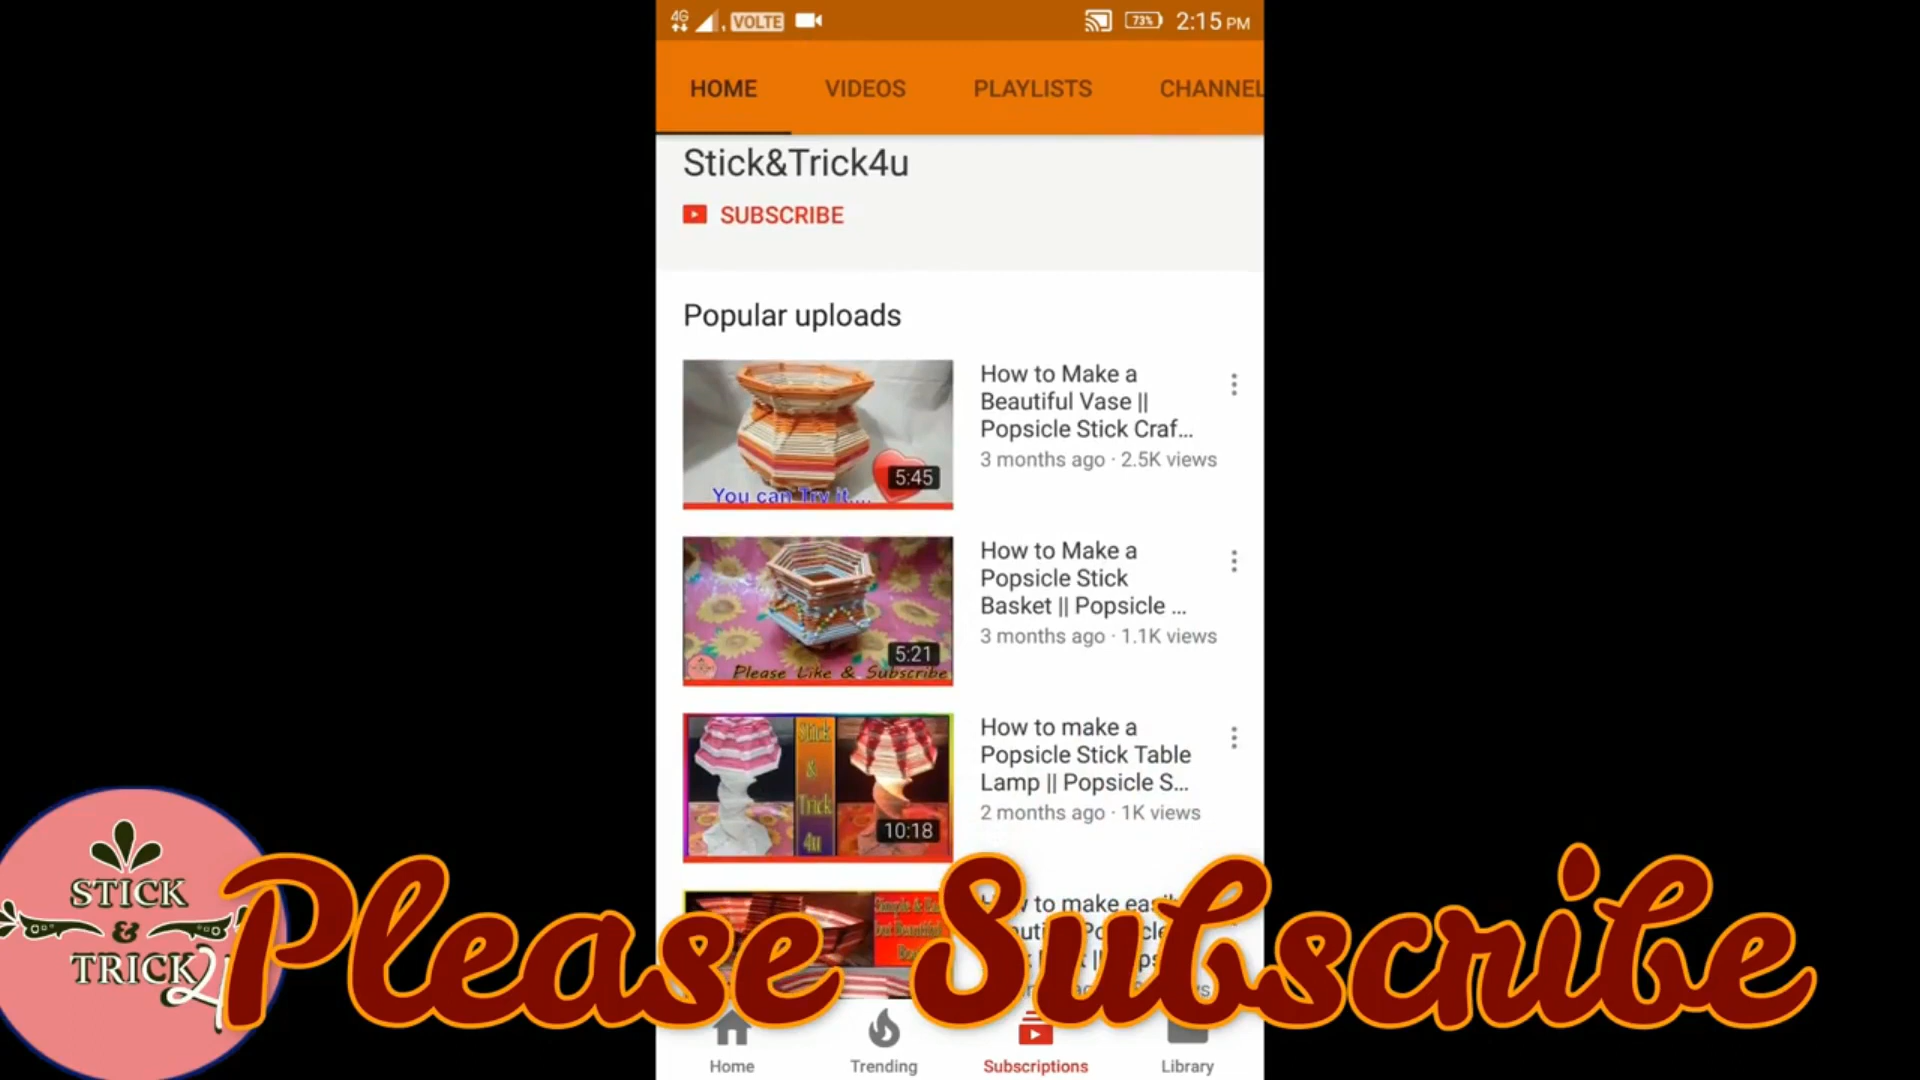 4G VOLTE 73% 2:15 PM
HOME VIDEOS PLAYLISTS CHANNEL
Stick&Trick4u
SUBSCRIBE
Popular uploads
How to Make a
Beautiful Vase ||
Popsicle Stick Craf...
3 months ago · 2.5K views
5:45
You can Try it....
How to Make a
Popsicle Stick
Basket || Popsicle ...
3 months ago · 1.1K views
5:21
Please Like & Subscribe
How to make a
Popsicle Stick Table
Lamp || Popsicle S...
2 months ago · 1K views
Stick
&
Trick
4u
10:18
to make
STICK
&
TRICK
Please Subscribe
Home Trending Subscriptions Library